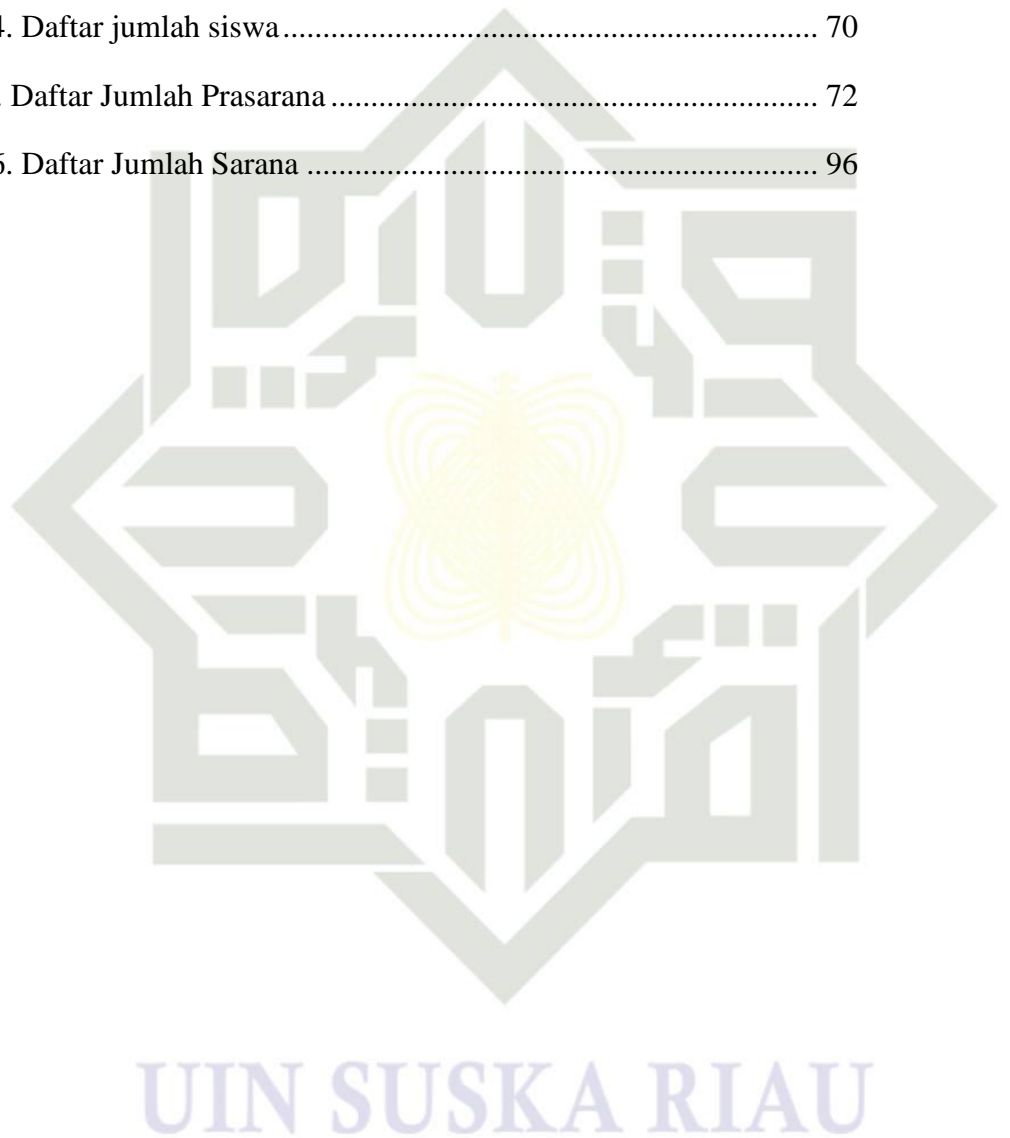 4. Daftar jumlah siswa.................................................................... 70
. Daftar Jumlah Prasarana.............................................................. 72
6. Daftar Jumlah Sarana ................................................................. 96
UIN SUSKA RIAU